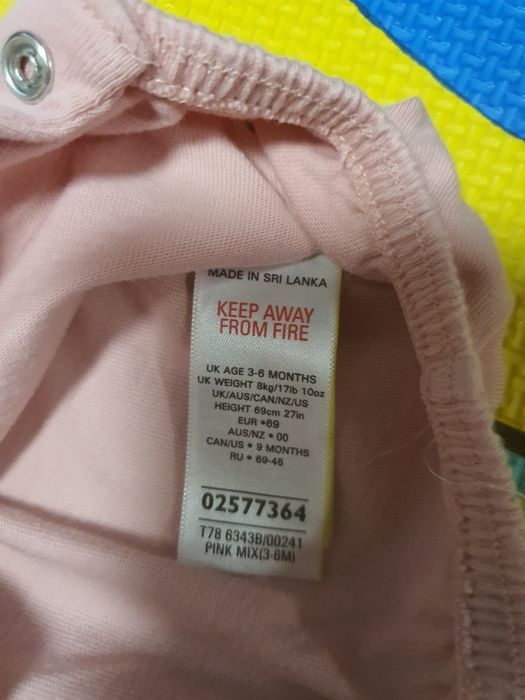 MADE IN SRI LANKA
KEEP AWAY
FROM FIRE
UK AGE 3-6 MONTHS
UK WEIGHT 8kg/17lb 10oz
UK/AUS/CAN/NZ/US
HEIGHT 69cm 27in
EUR •69
AUS/NZ • 00
CAN/US • 9 MONTHS
RU • 69-45
02577364
T78 6343B/00241
PINK MIX(3-6M)